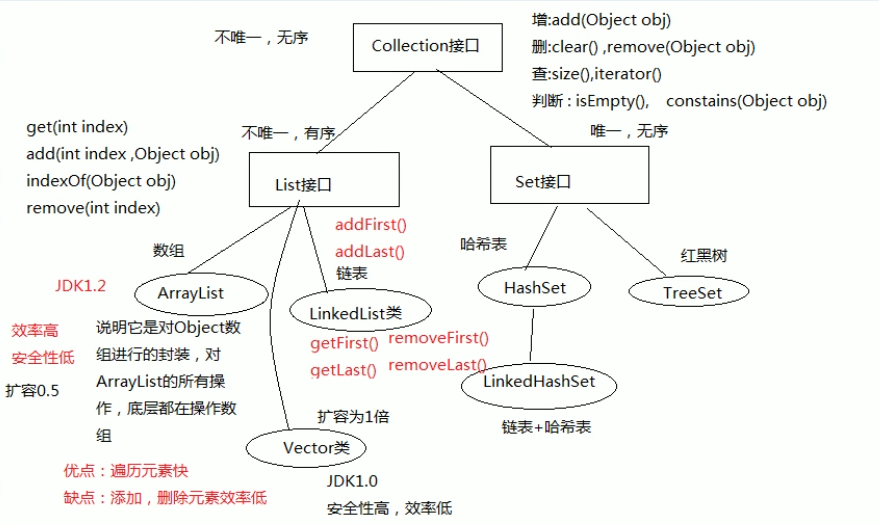 不唯一，无序
Collection接口
增:add(Object obj)
删:clear() ,remove(Object obj)
查:size(),iterator()
判断 : isEmpty(), constains(Object obj)
get(int index)
add(int index ,Object obj)
indexOf(Object obj)
remove(int index)
不唯一，有序
List接口
唯一，无序
Set接口
数组
JDK1.2
ArrayList
效率高
安全性低
扩容0.5
说明它是对Object数
组进行的封装，对
ArrayList的所有操
作，底层都在操作数
组
addFirst()
addLast()
链表
LinkedList类
getFirst()
removeFirst()
getLast()
removeLast()
扩容为1倍
Vector类
JDK1.0
安全性高，效率低
优点：遍历元素快
缺点：添加，删除元素效率低
哈希表
HashSet
LinkedHashSet
链表+哈希表
红黑树
TreeSet